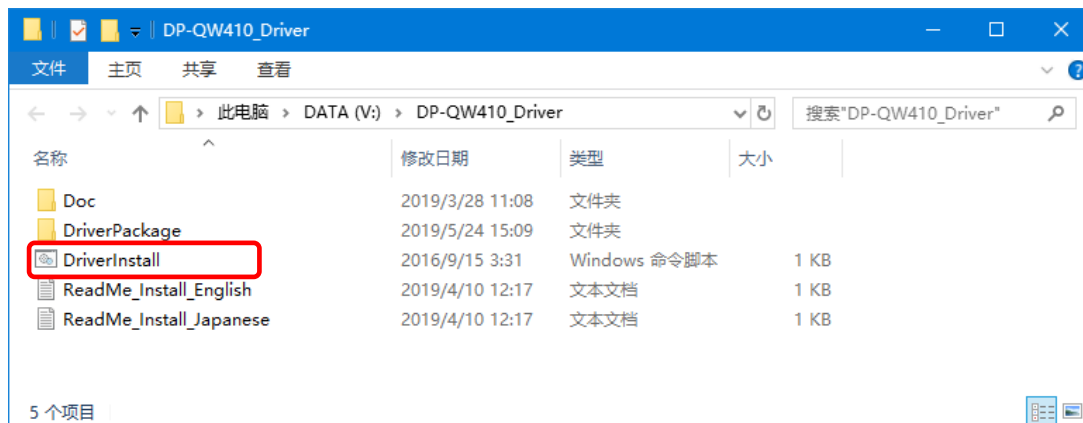 DP-QW410_Driver
文件 主页 共享 查看
此电脑 > DATA (V:) > DP-QW410_Driver 搜索"DP-QW410_Driver"
名称 修改日期 类型 大小
Doc 2019/3/28 11:08 文件夹
DriverPackage 2019/5/24 15:09 文件夹
DriverInstall 2016/9/15 3:31 Windows 命令脚本 1 KB
ReadMe_Install_English 2019/4/10 12:17 文本文档 1 KB
ReadMe_Install_Japanese 2019/4/10 12:17 文本文档 1 KB
5 个项目